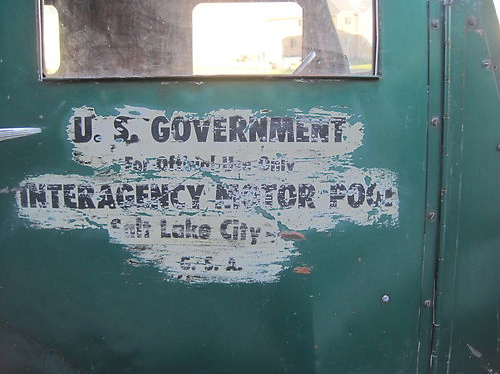 U. S. GOVERNMENT
For Official Use Only
INTERAGENCY MOTOR POOL
Salt Lake City
G. S. A.